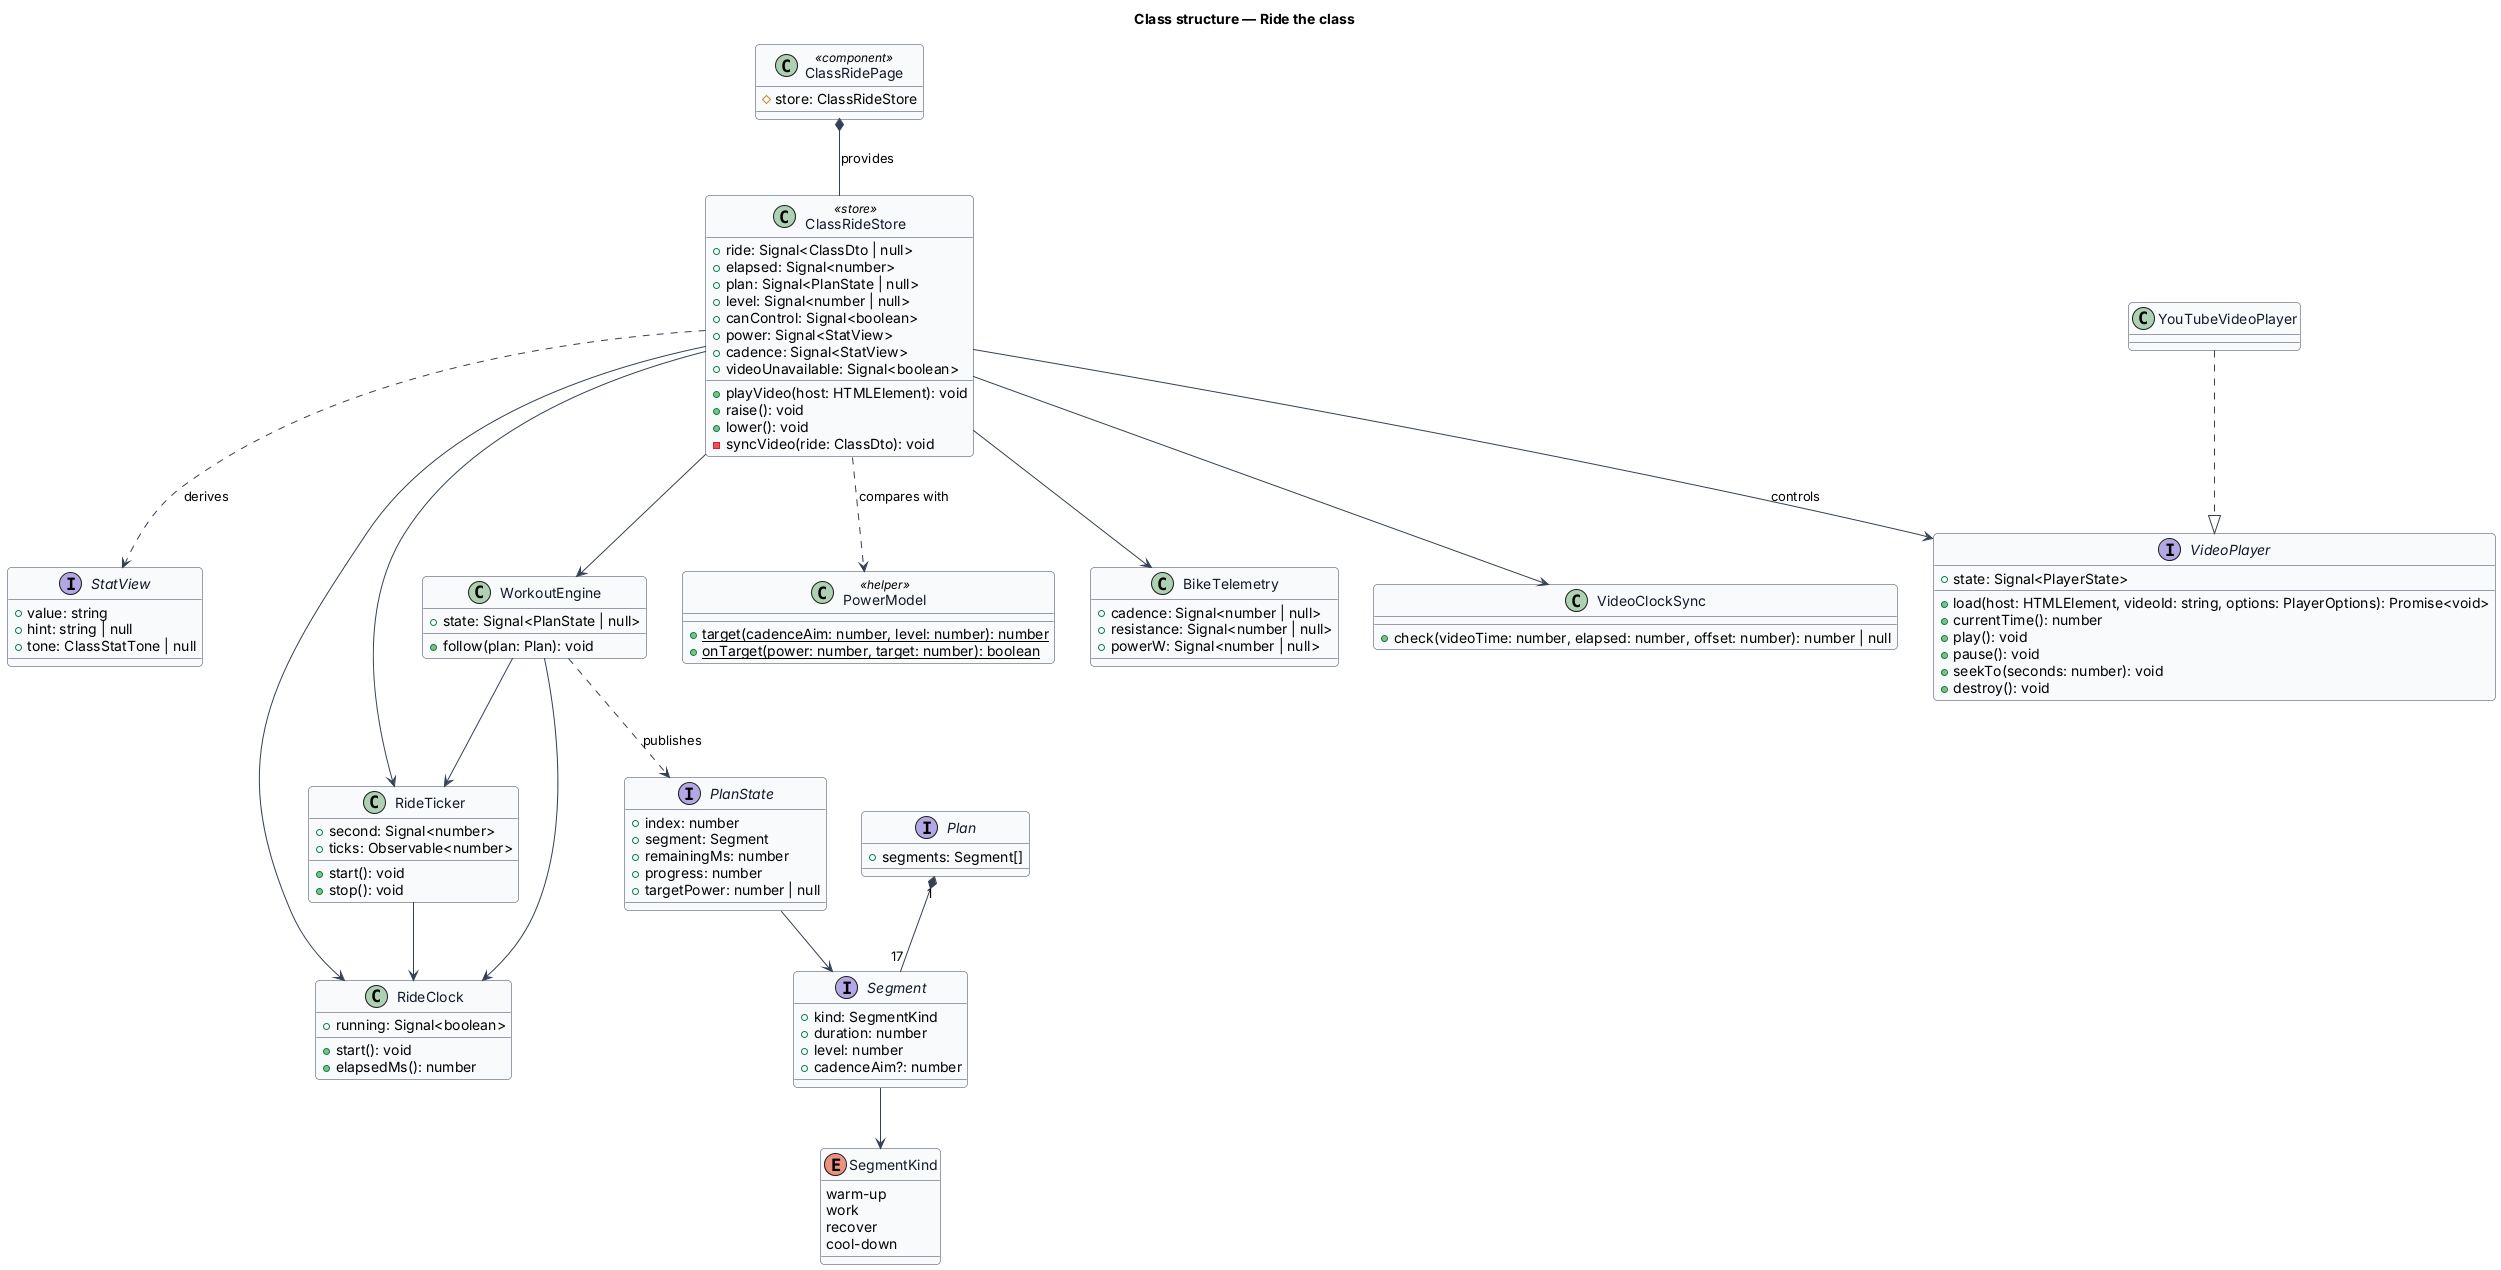 Class structure — Ride the class
«component»
ClassRidePage
store: ClassRideStore
provides
«store»
ClassRideStore
ride: Signal<ClassDto | null>
elapsed: Signal<number>
plan: Signal<PlanState | null>
level: Signal<number | null>
canControl: Signal<boolean>
power: Signal<StatView>
cadence: Signal<StatView>
videoUnavailable: Signal<boolean>
playVideo(host: HTMLElement): void
raise(): void
lower(): void
syncVideo(ride: ClassDto): void
YouTubeVideoPlayer
derives
compares with
controls
StatView
value: string
hint: string | null
tone: ClassStatTone | null
WorkoutEngine
state: Signal<PlanState | null>
follow(plan: Plan): void
«helper»
PowerModel
target(cadenceAim: number, level: number): number
onTarget(power: number, target: number): boolean
BikeTelemetry
cadence: Signal<number | null>
resistance: Signal<number | null>
powerW: Signal<number | null>
VideoClockSync
check(videoTime: number, elapsed: number, offset: number): number | null
VideoPlayer
state: Signal<PlayerState>
load(host: HTMLElement, videoId: string, options: PlayerOptions): Promise<void>
currentTime(): number
play(): void
pause(): void
seekTo(seconds: number): void
destroy(): void
publishes
RideTicker
second: Signal<number>
ticks: Observable<number>
start(): void
stop(): void
PlanState
index: number
segment: Segment
remainingMs: number
progress: number
targetPower: number | null
Plan
segments: Segment[]
1
17
RideClock
running: Signal<boolean>
start(): void
elapsedMs(): number
Segment
kind: SegmentKind
duration: number
level: number
cadenceAim?: number
SegmentKind
warm-up
work
recover
cool-down